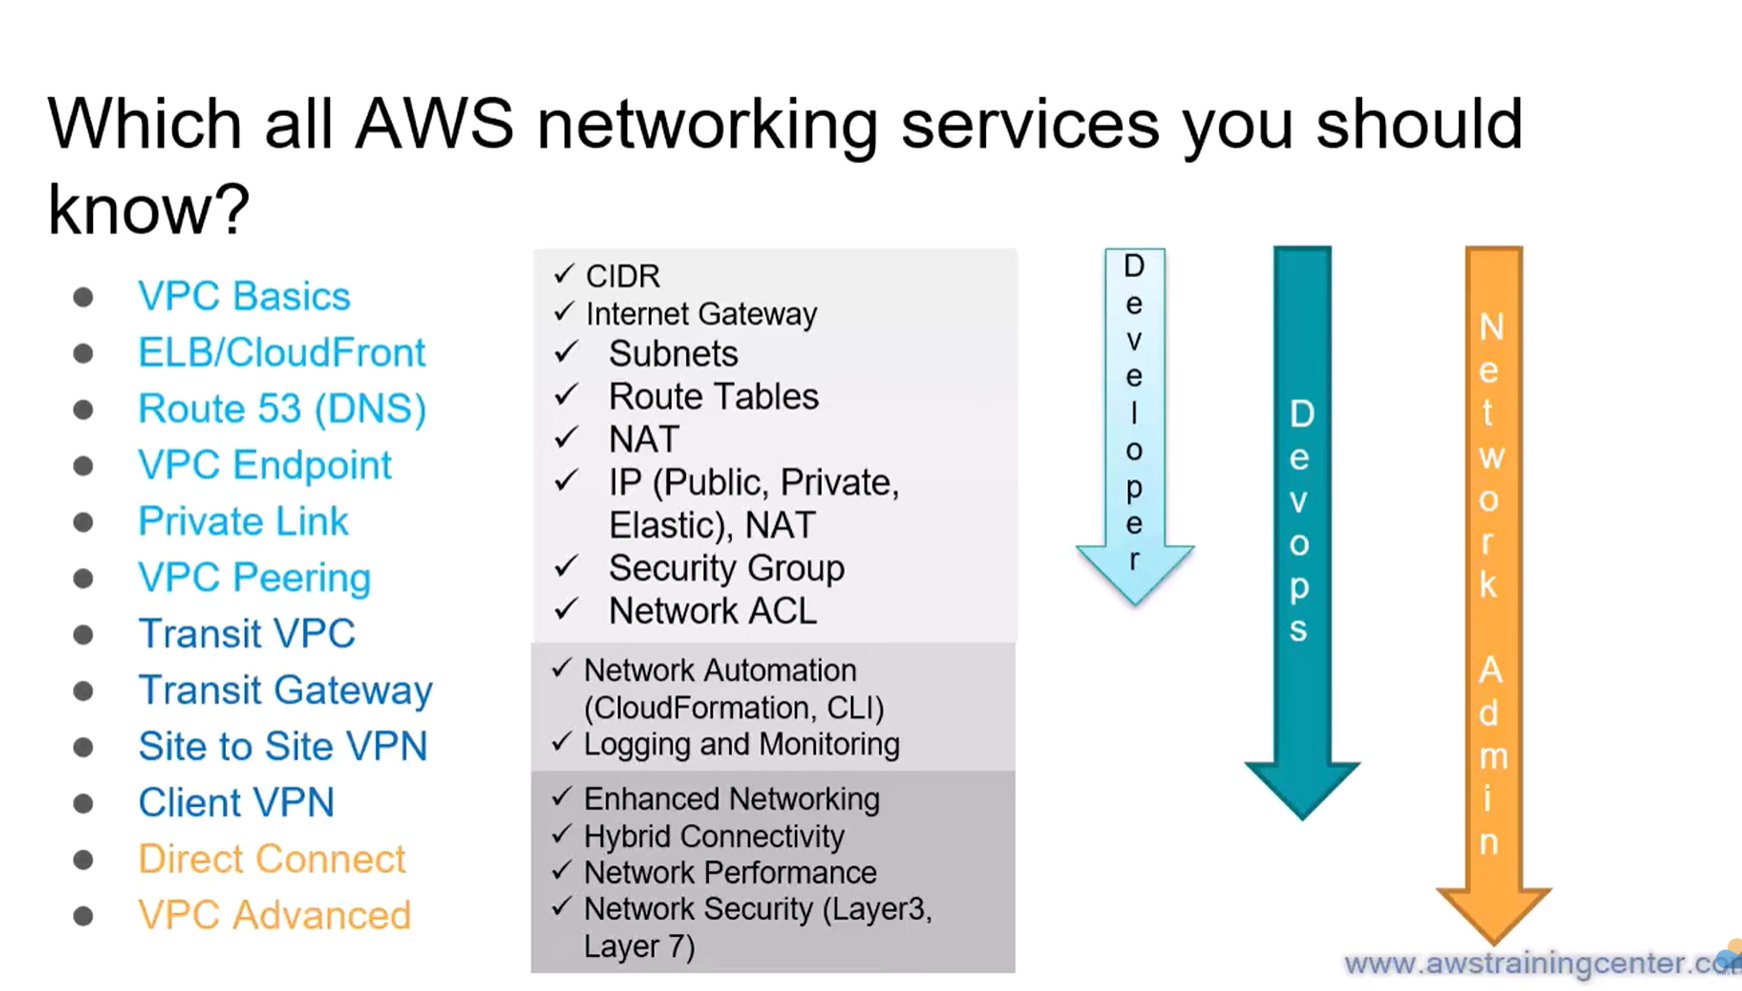 Which all AWS networking services you should
know?
VPC Basics
ELB/CloudFront
Route 53 (DNS)
VPC Endpoint
Private Link
VPC Peering
Transit VPC
Transit Gateway
Site to Site VPN
Client VPN
Direct Connect
VPC Advanced
CIDR
Internet Gateway
Subnets
Route Tables
NAT
IP (Public, Private,
Elastic), NAT
Security Group
Network ACL
Network Automation
(CloudFormation, CLI)
Logging and Monitoring
Enhanced Networking
Hybrid Connectivity
Network Performance
Network Security (Layer3,
Layer 7)
Developer
Devops
Network Admin
www.awstrainingcenter.co